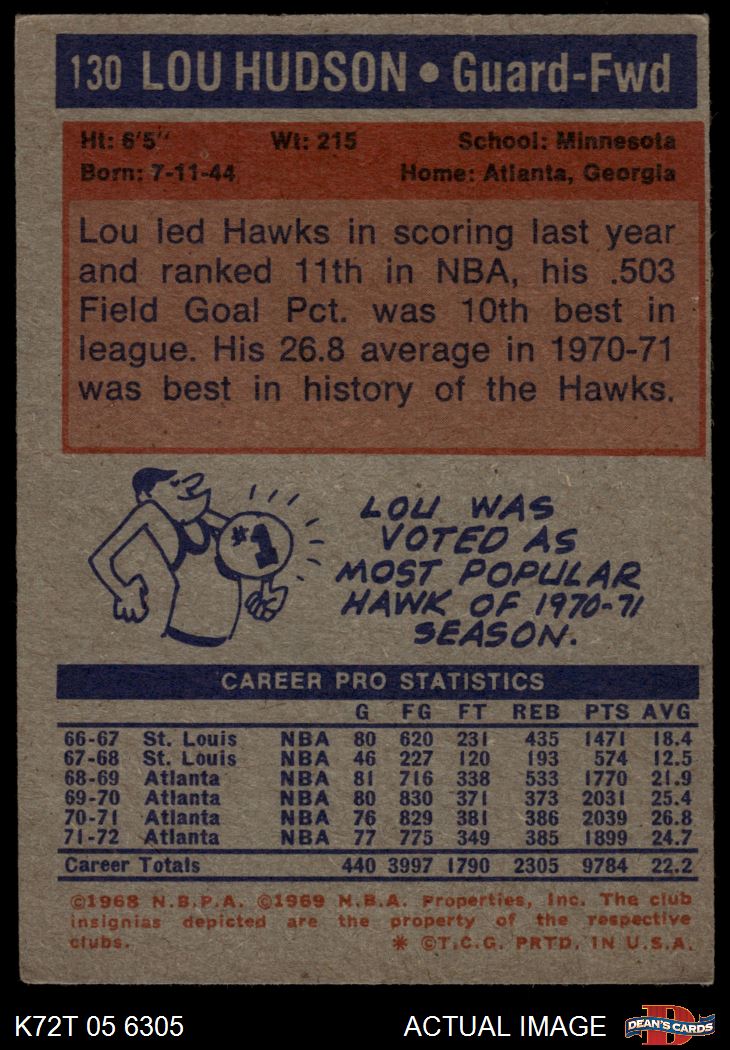 130 LOU HUDSON • Guard-Fwd
Ht: 6'5" Wt: 215 School: Minnesota
Born: 7-11-44 Home: Atlanta, Georgia
Lou led Hawks in scoring last year
and ranked 11th in NBA, his .503
Field Goal Pct. was 10th best in
league. His 26.8 average in 1970-71
was best in history of the Hawks.
#1
LOU WAS
VOTED AS
MOST POPULAR
HAWK OF 1970-71
SEASON.
CAREER PRO STATISTICS
G FG FT REB PTS AVG
66-67 St. Louis NBA 80 620 231 435 1471 18.4
67-68 St. Louis NBA 46 227 120 193 574 12.5
68-69 Atlanta NBA 81 716 338 533 1770 21.9
69-70 Atlanta NBA 80 830 371 373 2031 25.4
70-71 Atlanta NBA 76 829 381 386 2039 26.8
71-72 Atlanta NBA 77 775 349 385 1899 24.7
Career Totals 440 3997 1790 2305 9784 22.2
©1968 N.B.P.A. ©1969 N.B.A. Properties, Inc. The club
insignias depicted are the property of the respective
clubs. * ©T.C.G. PRTD. IN U.S.A.
K72T 05 6305 ACTUAL IMAGE D DEAN'S CARDS